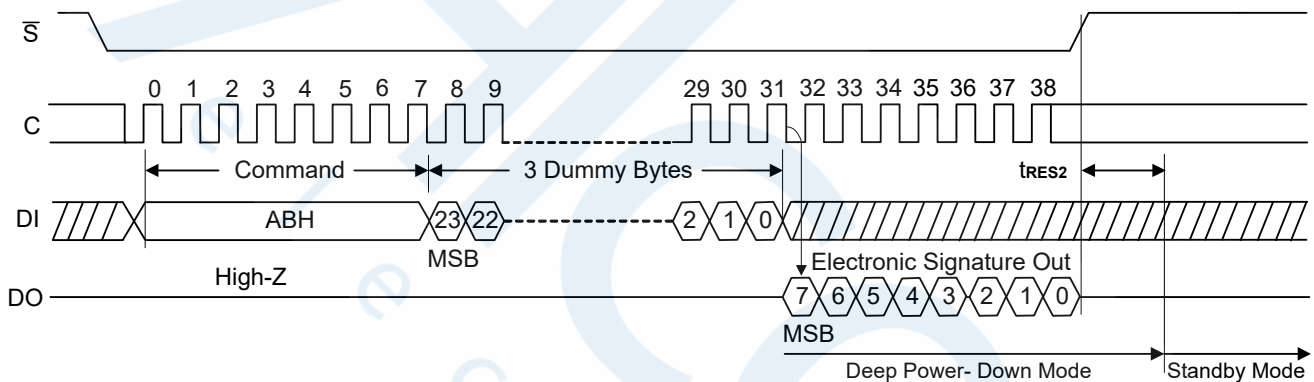 S
0 1 2 3 4 5 6 7 8 9 29 30 31 32 33 34 35 36 37 38
C
Command 3 Dummy Bytes tRES2
DI ABH 23 22 2 1 0
MSB
High-Z Electronic Signature Out
DO 7 6 5 4 3 2 1 0
MSB
Deep Power- Down Mode Standby Mode